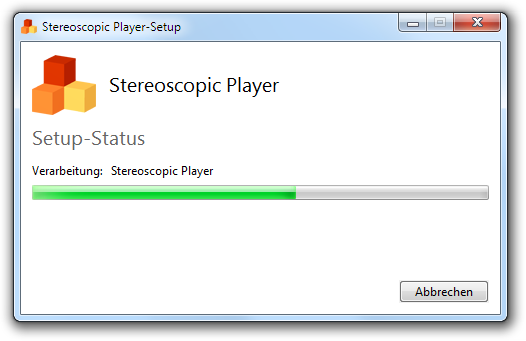 Stereoscopic Player-Setup
Stereoscopic Player
Setup-Status
Verarbeitung: Stereoscopic Player
Abbrechen